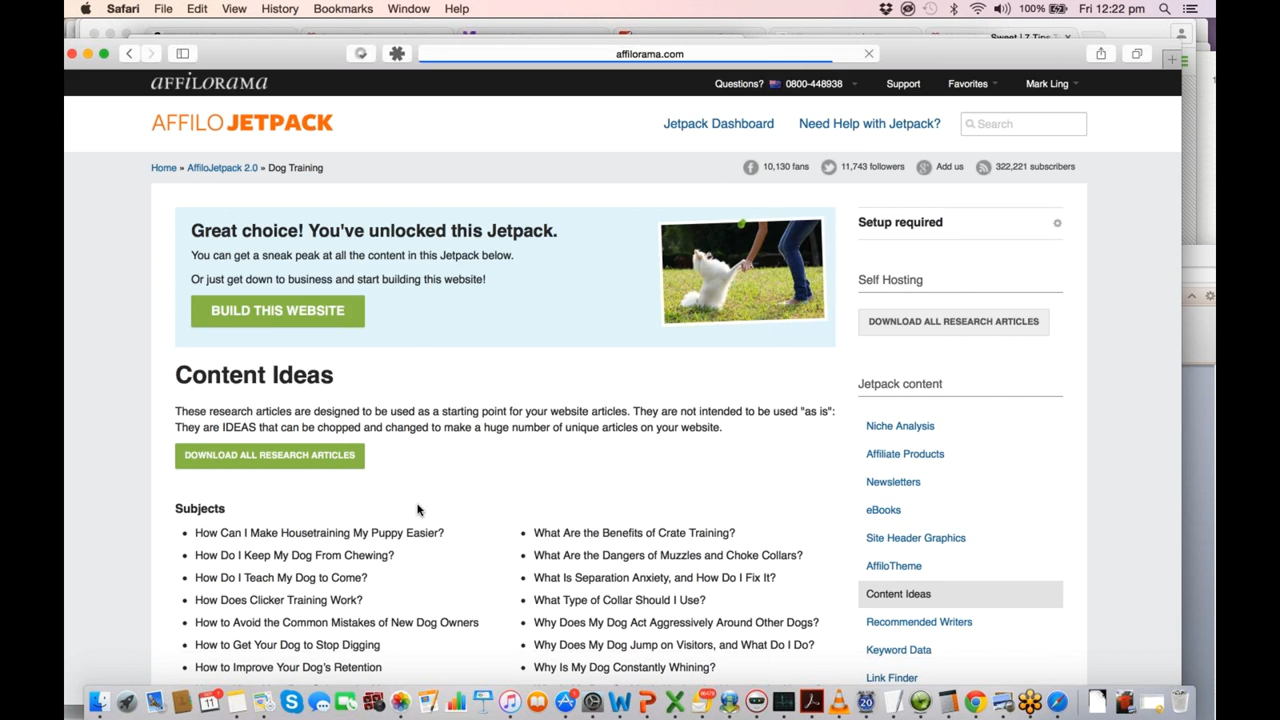 Safari File Edit View History Bookmarks Window Help 100% Fri 12:22 pm
Sweet | 7 Tips
affilorama.com
AFFILORAMA Questions? 0800-448938 Support Favorites Mark Ling
AFFILOJETPACK Jetpack Dashboard Need Help with Jetpack? Search
Home » AffiloJetpack 2.0 » Dog Training 10,130 fans 11,743 followers Add us 322,221 subscribers
Great choice! You've unlocked this Jetpack.
You can get a sneak peak at all the content in this Jetpack below.
Or just get down to business and start building this website!
BUILD THIS WEBSITE
Content Ideas
These research articles are designed to be used as a starting point for your website articles. They are not intended to be used "as is":
They are IDEAS that can be chopped and changed to make a huge number of unique articles on your website.
DOWNLOAD ALL RESEARCH ARTICLES
Subjects
• How Can I Make Housetraining My Puppy Easier?
• How Do I Keep My Dog From Chewing?
• How Do I Teach My Dog to Come?
• How Does Clicker Training Work?
• How to Avoid the Common Mistakes of New Dog Owners
• How to Get Your Dog to Stop Digging
• How to Improve Your Dog's Retention
• What Are the Benefits of Crate Training?
• What Are the Dangers of Muzzles and Choke Collars?
• What Is Separation Anxiety, and How Do I Fix It?
• What Type of Collar Should I Use?
• Why Does My Dog Act Aggressively Around Other Dogs?
• Why Does My Dog Jump on Visitors, and What Do I Do?
• Why Is My Dog Constantly Whining?
Setup required
Self Hosting
DOWNLOAD ALL RESEARCH ARTICLES
Jetpack content
Niche Analysis
Affiliate Products
Newsletters
eBooks
Site Header Graphics
AffiloTheme
Content Ideas
Recommended Writers
Keyword Data
Link Finder